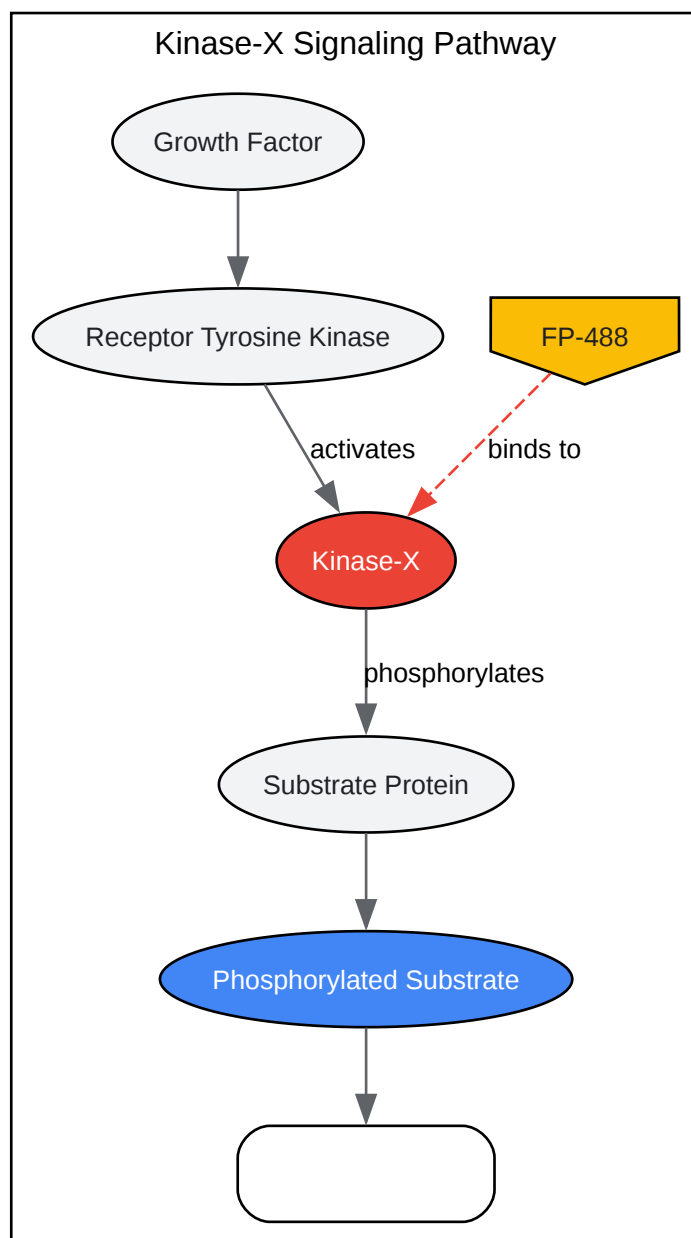 Kinase-X Signaling Pathway
Growth Factor
Receptor Tyrosine Kinase
FP-488
activates
binds to
Kinase-X
phosphorylates
Substrate Protein
Phosphorylated Substrate